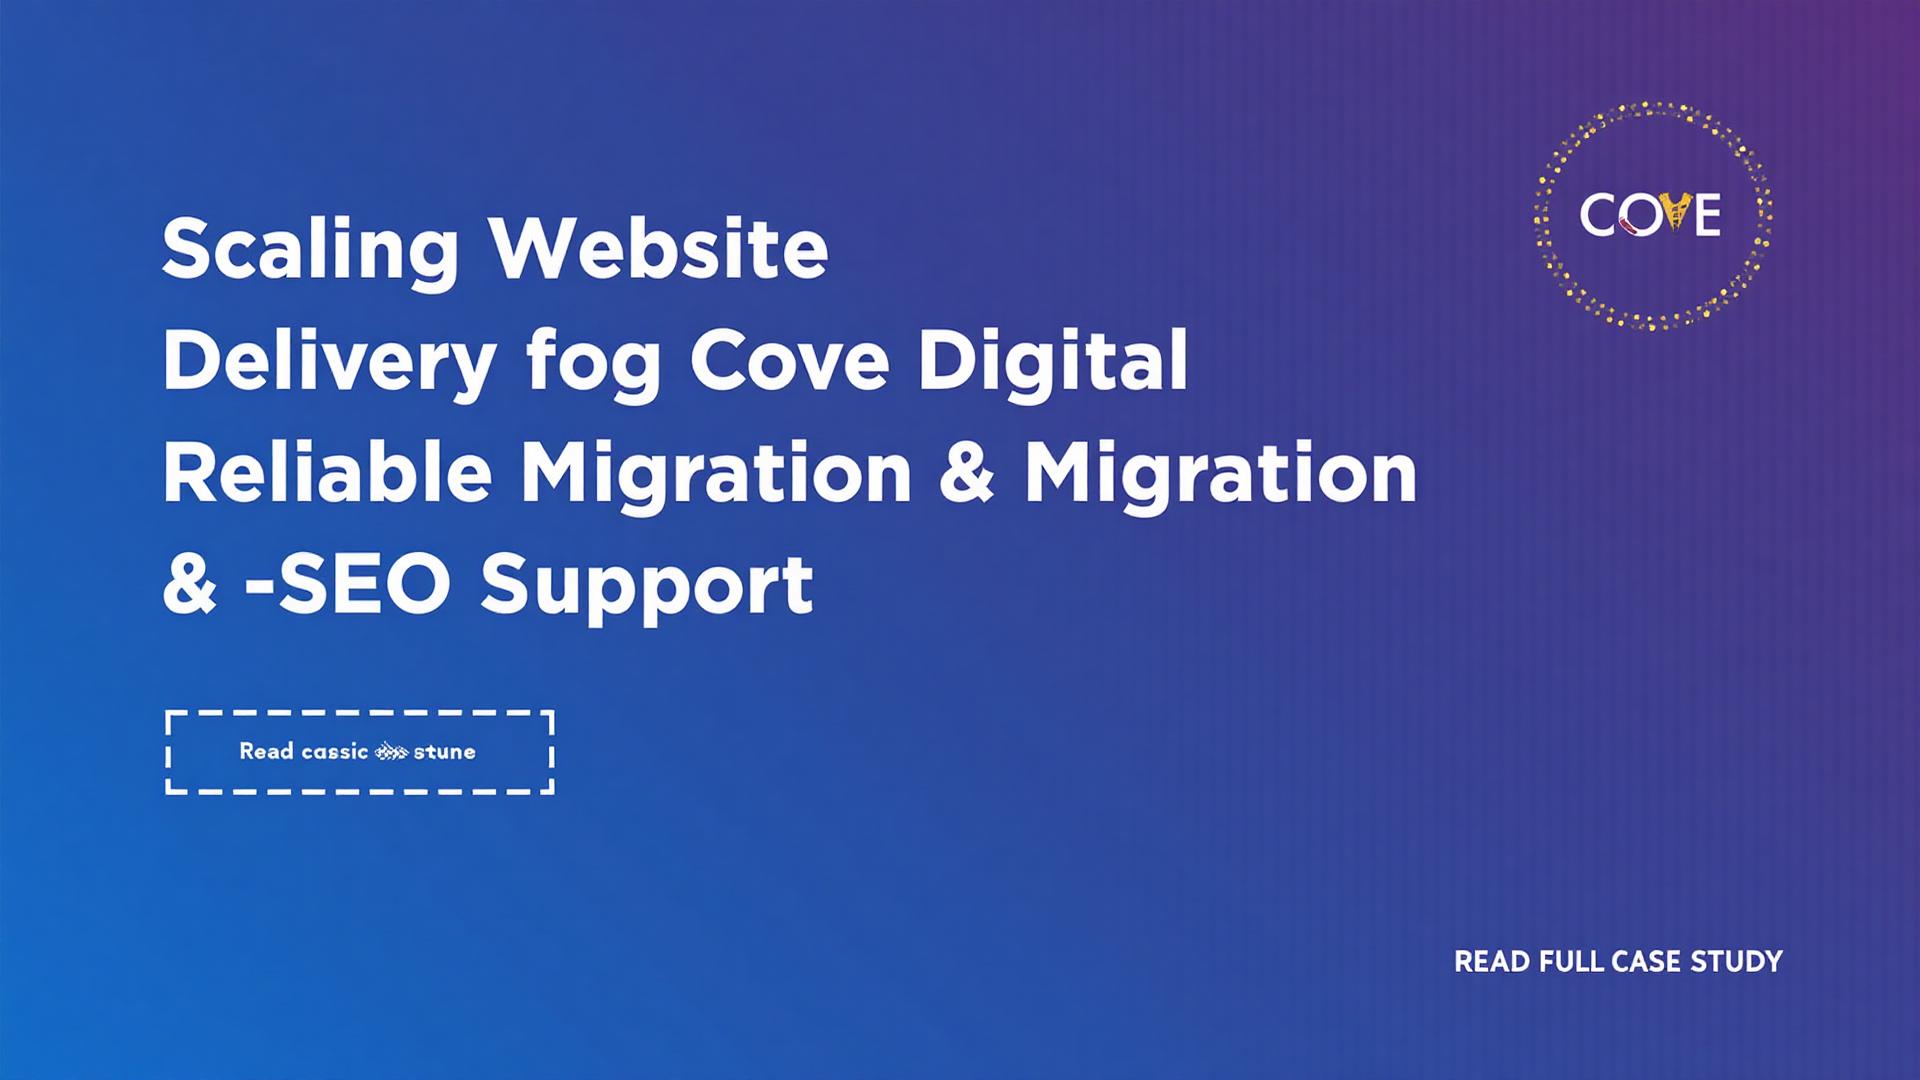 COVE
Scaling Website
Delivery fog Cove Digital
Reliable Migration & Migration
& -SEO Support
Read cassic stune
READ FULL CASE STUDY